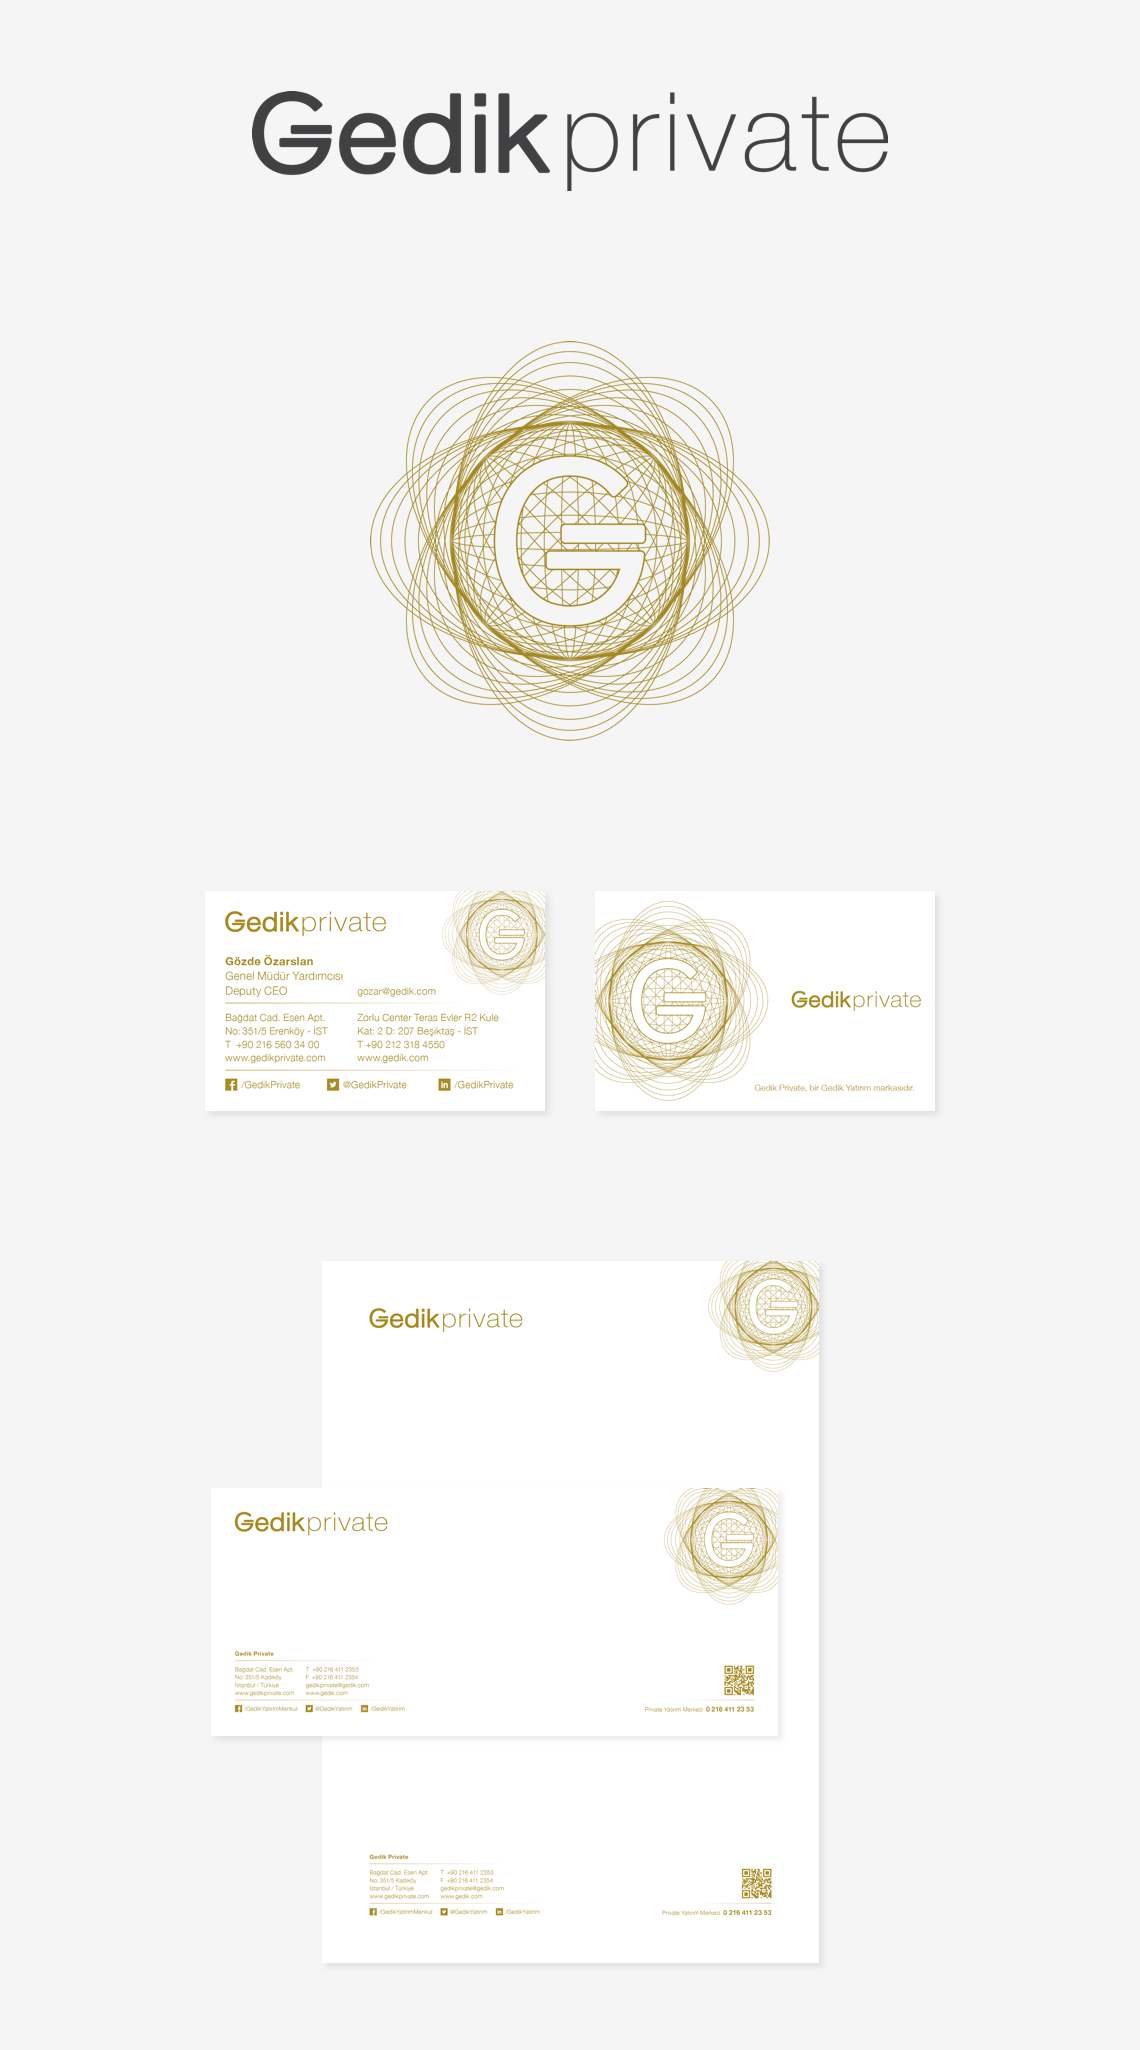 Gedikprivate
G
Gedikprivate
Gözde Özarslan
Genel Müdür Yardımcısı
Deputy CEO gozar@gedik.com
Bağdat Cad. Esen Apt. Zorlu Center Teras Evler R2 Kule
No: 351/5 Erenköy - İST Kat: 2 D: 207 Beşiktaş - İST
T +90 216 560 34 00 T +90 212 318 4550
www.gedikprivate.com www.gedik.com
/GedikPrivate @GedikPrivate /GedikPrivate
G
Gedikprivate
Gedik Private, bir Gedik Yatırım markasıdır.
G
Gedikprivate
G
Gedikprivate
G
Gedik Private
Bağdat Cad. Esen Apt. T +90 216 411 2353
No: 351/5 Kadıköy F +90 216 411 2354
İstanbul / Türkiye gedikprivate@gedik.com
www.gedikprivate.com www.gedik.com
/GedikYatırımMenkul @GedikYatirim /GedikYatırım
Private Yatırım Merkezi 0 216 411 23 53
Gedik Private
Bağdat Cad. Esen Apt. T +90 216 411 2353
No: 351/5 Kadıköy F +90 216 411 2354
İstanbul / Türkiye gedikprivate@gedik.com
www.gedikprivate.com www.gedik.com
/GedikYatırımMenkul @GedikYatirim /GedikYatırım
Private Yatırım Merkezi 0 216 411 23 53